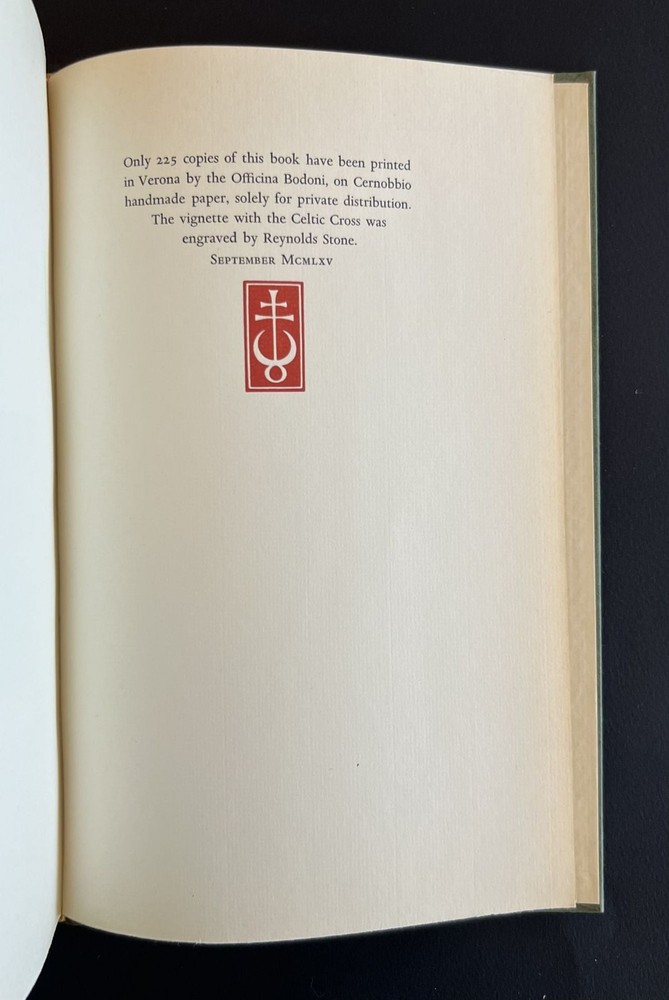 Only 225 copies of this book have been printed
in Verona by the Officina Bodoni, on Cernobbio
handmade paper, solely for private distribution.
The vignette with the Celtic Cross was
engraved by Reynolds Stone.
September Mcmlxv